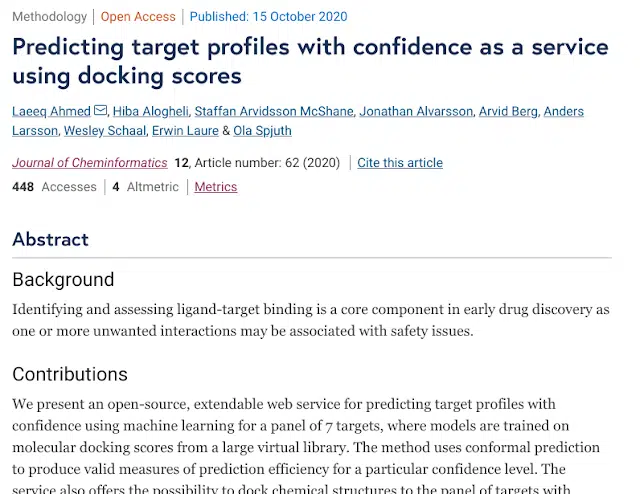 Methodology | Open Access | Published: 15 October 2020
Predicting target profiles with confidence as a service
using docking scores
Laeeq Ahmed, Hiba Alogheli, Staffan Arvidsson McShane, Jonathan Alvarsson, Arvid Berg, Anders
Larsson, Wesley Schaal, Erwin Laure & Ola Spjuth
Journal of Cheminformatics 12, Article number: 62 (2020) | Cite this article
448 Accesses | 4 Altmetric | Metrics
Abstract
Background
Identifying and assessing ligand-target binding is a core component in early drug discovery as
one or more unwanted interactions may be associated with safety issues.
Contributions
We present an open-source, extendable web service for predicting target profiles with
confidence using machine learning for a panel of 7 targets, where models are trained on
molecular docking scores from a large virtual library. The method uses conformal prediction
to produce valid measures of prediction efficiency for a particular confidence level. The
service also offers the possibility to dock chemical structures to the panel of targets with